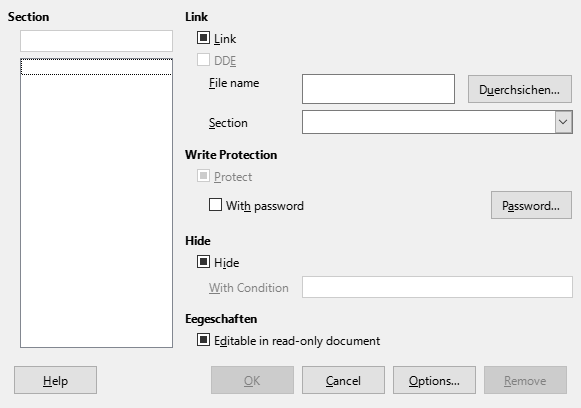 Section
Link
Link
DDE
File name
Duerchsichen...
Section
Write Protection
Protect
With password
Password...
Hide
Hide
With Condition
Eegeschaften
Editable in read-only document
Help
OK
Cancel
Options...
Remove